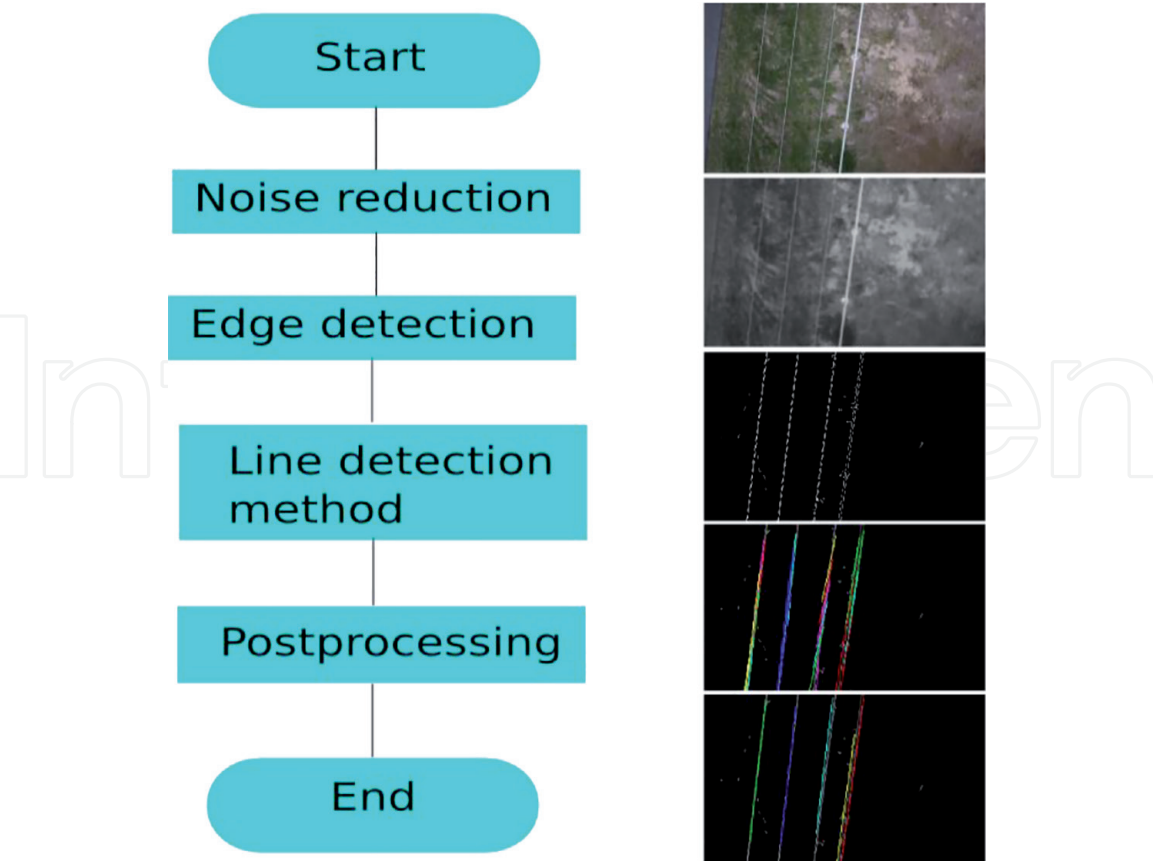 Start
Noise reduction
Edge detection
Line detection
method
Postprocessing
End